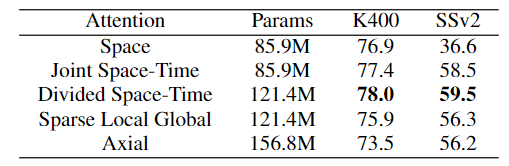 Attention Params K400 SSv2
Space 85.9M 76.9 36.6
Joint Space-Time 85.9M 77.4 58.5
Divided Space-Time 121.4M 78.0 59.5
Sparse Local Global 121.4M 75.9 56.3
Axial 156.8M 73.5 56.2